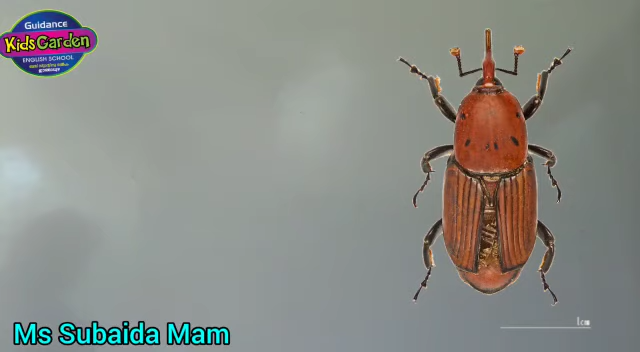 Guidance
Kids Garden
ENGLISH SCHOOL
Ms Subaida Mam
1cm